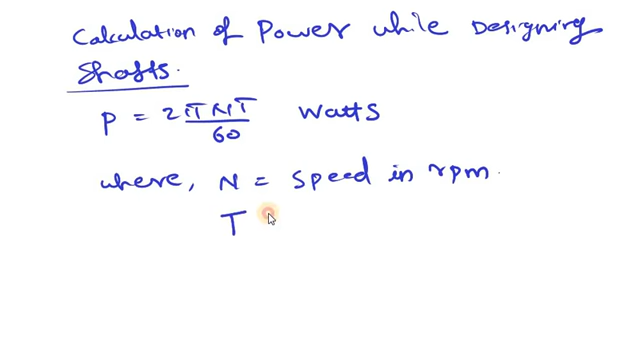 Calculation of Power while Designing
Shafts.
P = 2πNT/60 Watts
where, N = Speed in rpm.
T